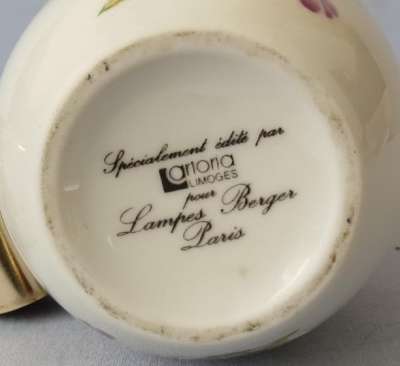 Spécialement édité par
artoria
LIMOGES
pour
Lampes Berger
Paris